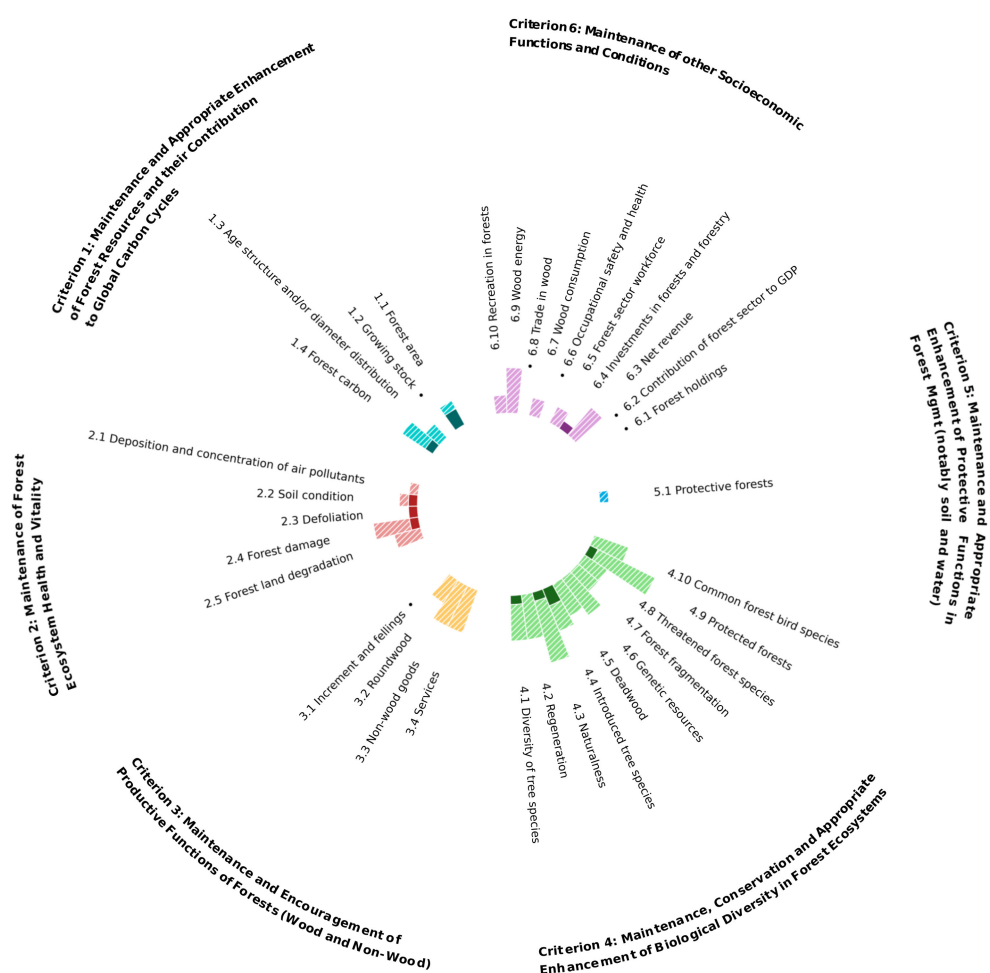 Criterion 1: Maintenance and Appropriate Enhancement
of Forest Resources and their Contribution
to Global Carbon Cycles
1.1 Forest area
1.2 Growing stock
1.3 Age structure and/or diameter distribution
1.4 Forest carbon
Criterion 2: Maintenance of Forest
Ecosystem Health and Vitality
2.1 Deposition and concentration of air pollutants
2.2 Soil condition
2.3 Defoliation
2.4 Forest damage
2.5 Forest land degradation
Criterion 3: Maintenance and Encouragement of
Productive Functions of Forests (Wood and Non-Wood)
3.1 Increment and fellings
3.2 Roundwood
3.3 Non-wood goods
3.4 Services
Criterion 4: Maintenance, Conservation and Appropriate
Enhancement of Biological Diversity in Forest Ecosystems
4.1 Diversity of tree species
4.2 Regeneration
4.3 Naturalness
4.4 Introduced tree species
4.5 Deadwood
4.6 Genetic resources
4.7 Forest fragmentation
4.8 Threatened forest species
4.9 Protected forests
4.10 Common forest bird species
Criterion 5: Maintenance and Appropriate
Enhancement of Protective Functions in
Forest Mgmt (notably soil and water)
5.1 Protective forests
Criterion 6: Maintenance of other Socioeconomic
Functions and Conditions
6.1 Forest holdings
6.2 Contribution of forest sector to GDP
6.3 Net revenue
6.4 Investments in forests and forestry
6.5 Forest sector workforce
6.6 Occupational safety and health
6.7 Wood consumption
6.8 Trade in wood
6.9 Wood energy
6.10 Recreation in forests